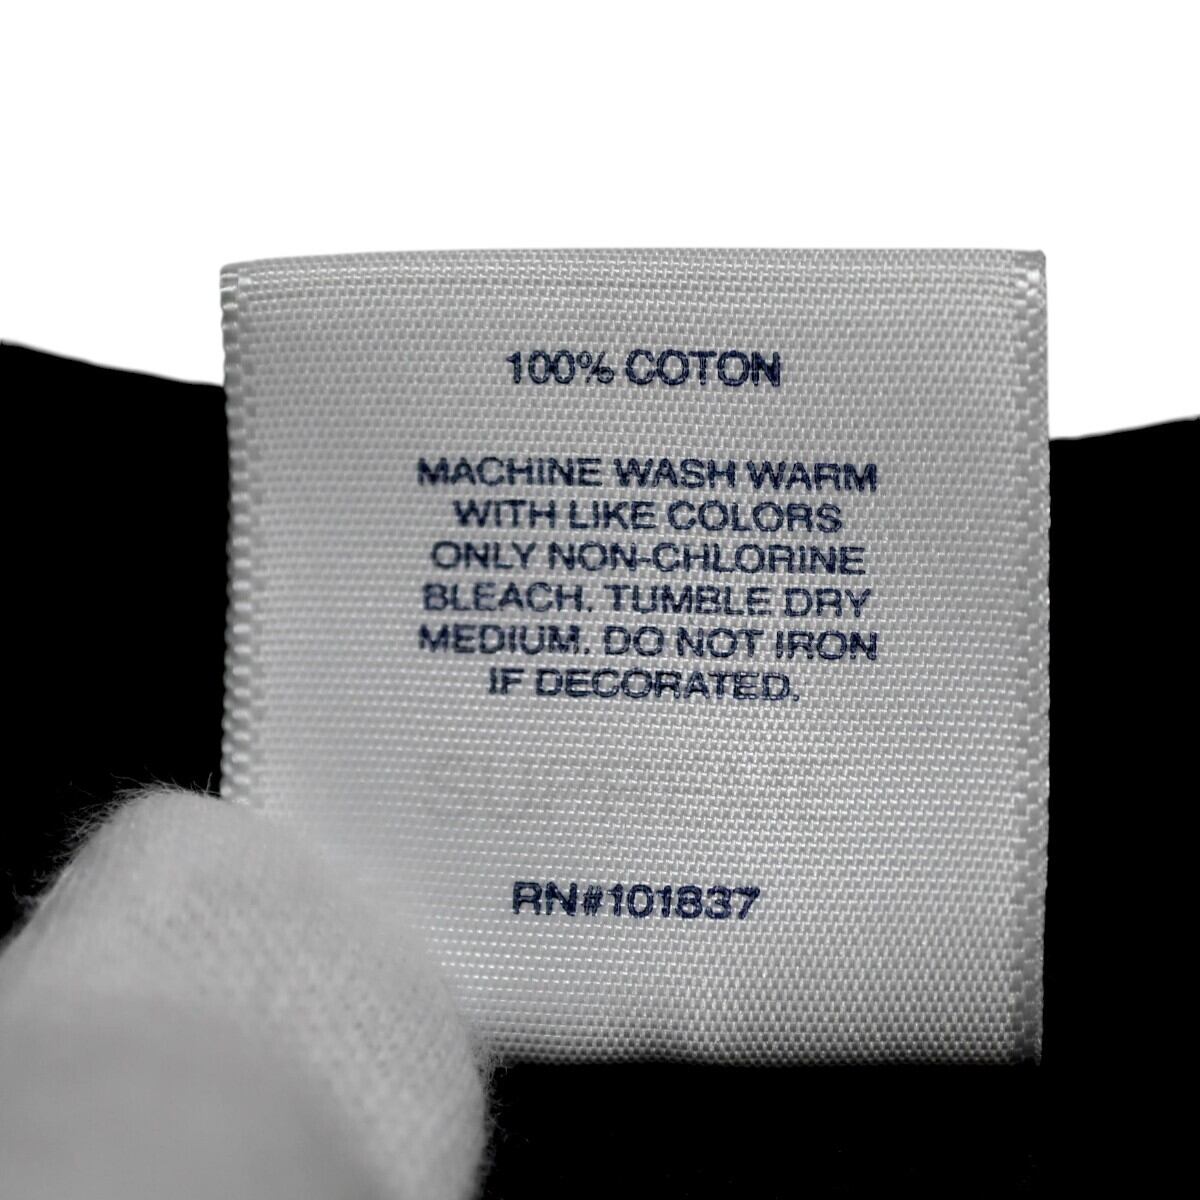 100% COTON
MACHINE WASH WARM
WITH LIKE COLORS
ONLY NON-CHLORINE
BLEACH. TUMBLE DRY
MEDIUM. DO NOT IRON
IF DECORATED.
RN#101837